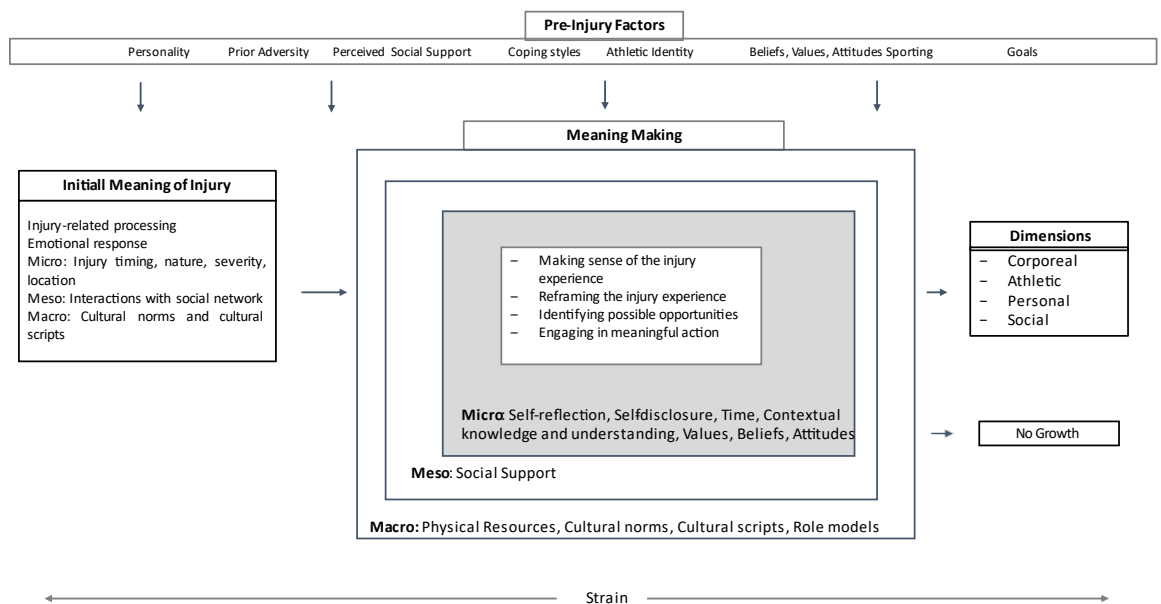 Pre-Injury Factors
Personality Prior Adversity Perceived Social Support Coping styles Athletic Identity Beliefs, Values, Attitudes Sporting Goals
Meaning Making
Initiall Meaning of Injury
Injury-related processing
Emotional response
Micro: Injury timing, nature, severity,
location
Meso: Interactions with social network
Macro: Cultural norms and cultural
scripts
– Making sense of the injury
experience
– Reframing the injury experience
– Identifying possible opportunities
– Engaging in meaningful action
Micro: Self-reflection, Selfdisclosure, Time, Contextual
knowledge and understanding, Values, Beliefs, Attitudes
Meso: Social Support
Macro: Physical Resources, Cultural norms, Cultural scripts, Role models
Dimensions
– Corporeal
– Athletic
– Personal
– Social
No Growth
Strain